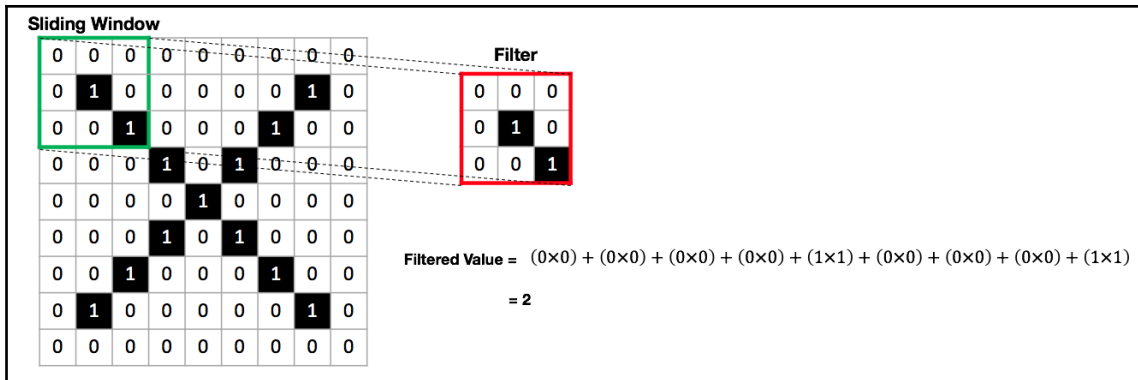 Sliding Window
0 0 0 0 0 0 0 0 0
0 1 0 0 0 0 0 1 0
0 0 1 0 0 0 1 0 0
0 0 0 1 0 1 0 0 0
0 0 0 0 1 0 0 0 0
0 0 0 1 0 1 0 0 0
0 0 1 0 0 0 1 0 0
0 1 0 0 0 0 0 1 0
0 0 0 0 0 0 0 0 0
Filter
0 0 0
0 1 0
0 0 1
Filtered Value = (0×0) + (0×0) + (0×0) + (0×0) + (1×1) + (0×0) + (0×0) + (0×0) + (1×1)
= 2